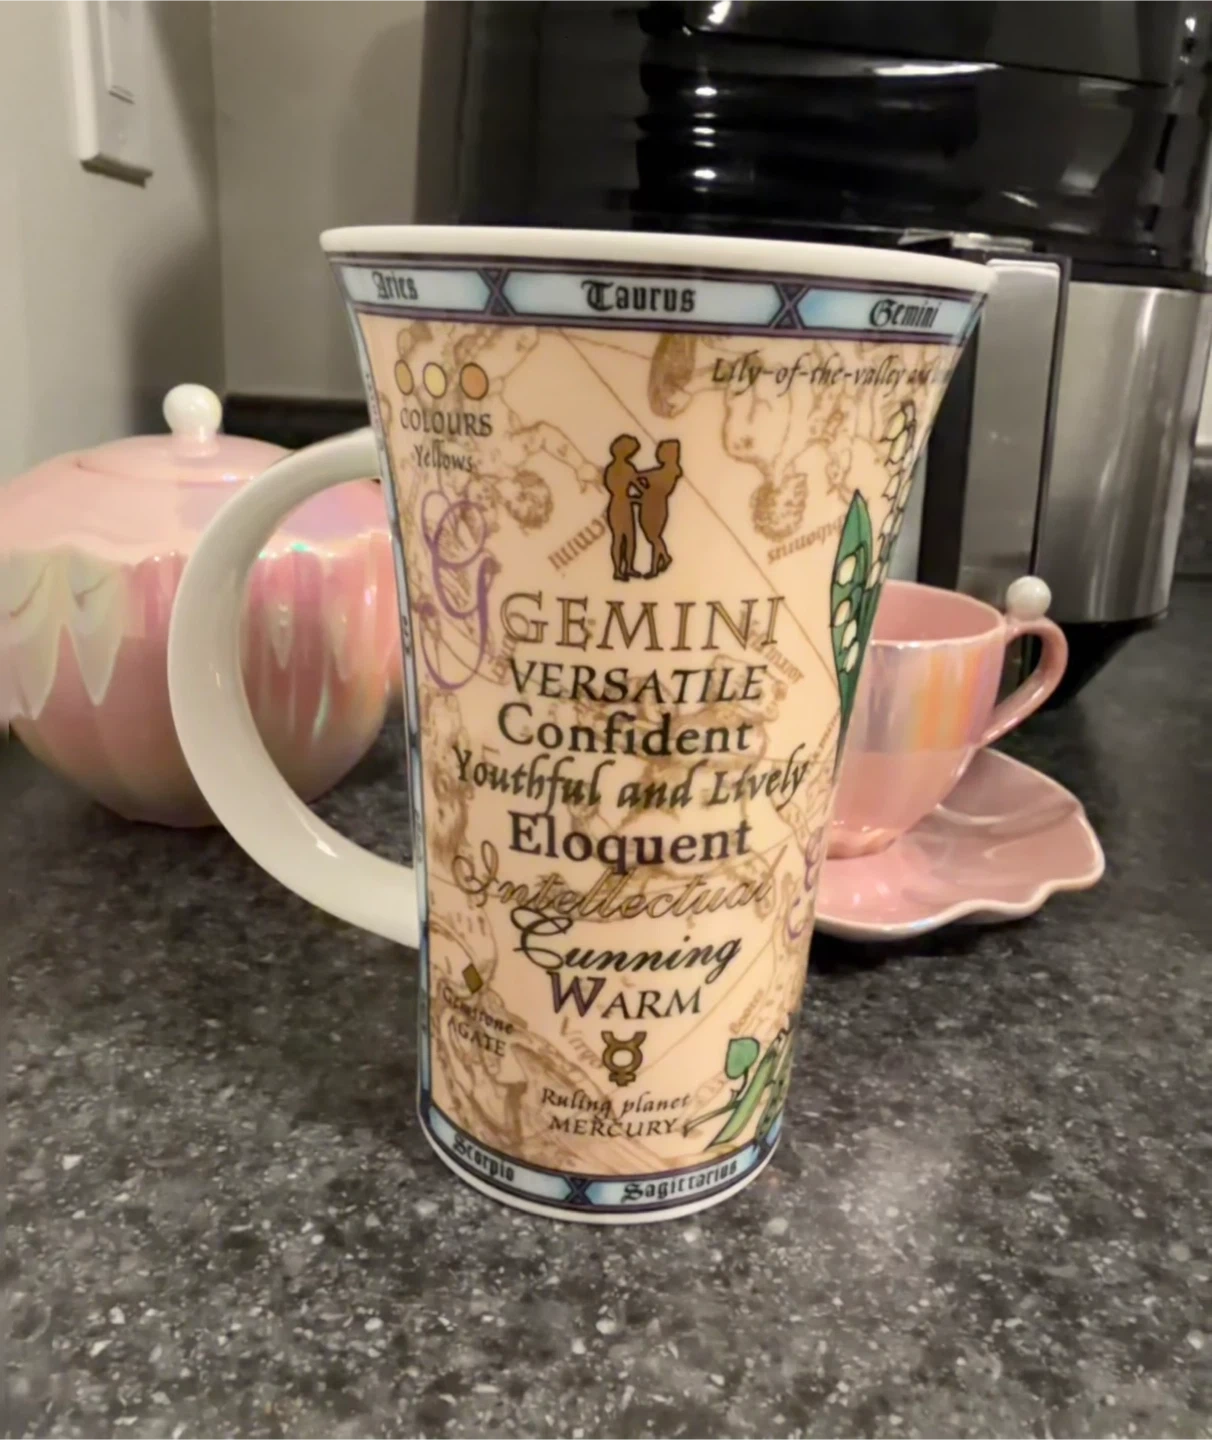 Aries Taurus Gemini
Lily-of-the-valley and
COLOURS
Yellows
G
GEMINI
VERSATILE
Confident
Youthful and Lively
Eloquent
Intellectual
Cunning
WARM
Gemstone
AGATE
Ruling planet
MERCURY
Scorpio Sagittarius